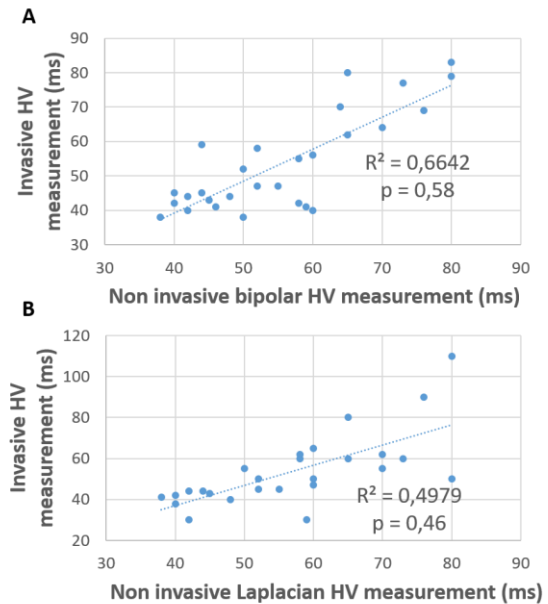 A
Invasive HV
measurement (ms)
90
80
70
60
50
40
30
R² = 0,6642
p = 0,58
30 40 50 60 70 80 90
Non invasive bipolar HV measurement (ms)
B
Invasive HV
measurement (ms)
120
100
80
60
40
20
R² = 0,4979
p = 0,46
30 40 50 60 70 80 90
Non invasive Laplacian HV measurement (ms)